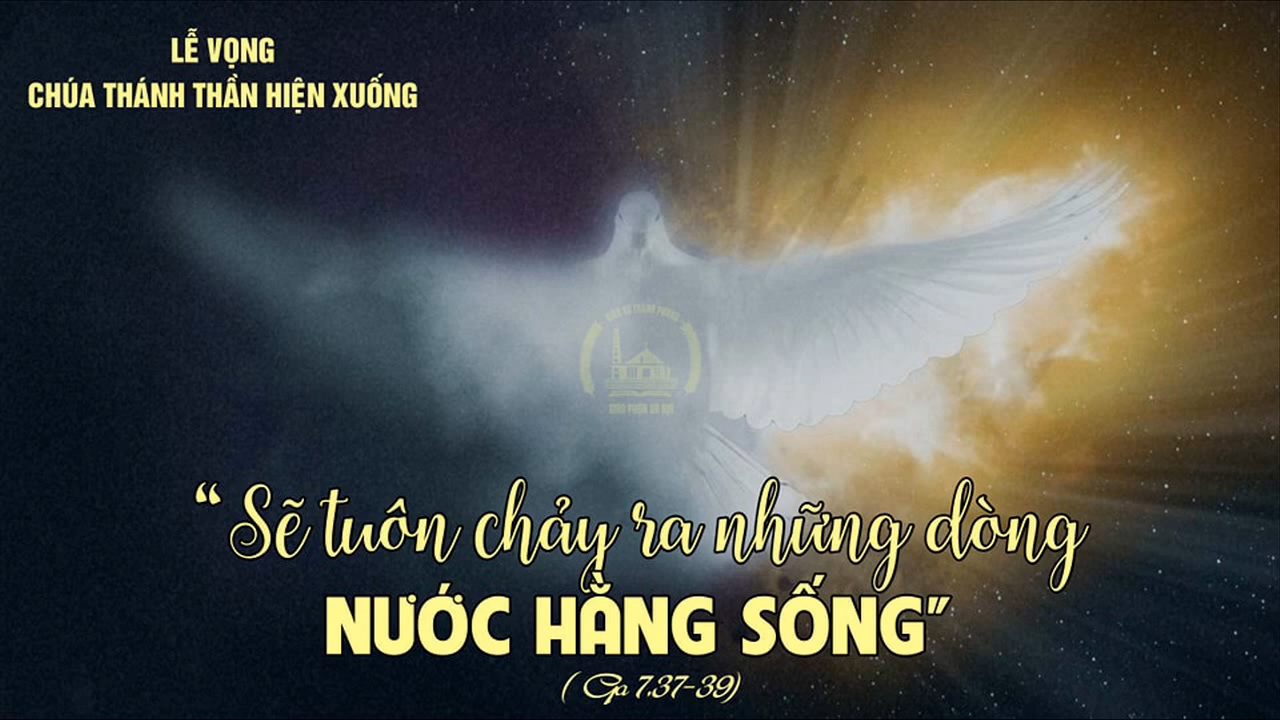 LỄ VỌNG
CHÚA THÁNH THẦN HIỆN XUỐNG
“Sẽ tuôn chảy ra những dòng
NƯỚC HẰNG SỐNG”
( Ga 7.37-39)